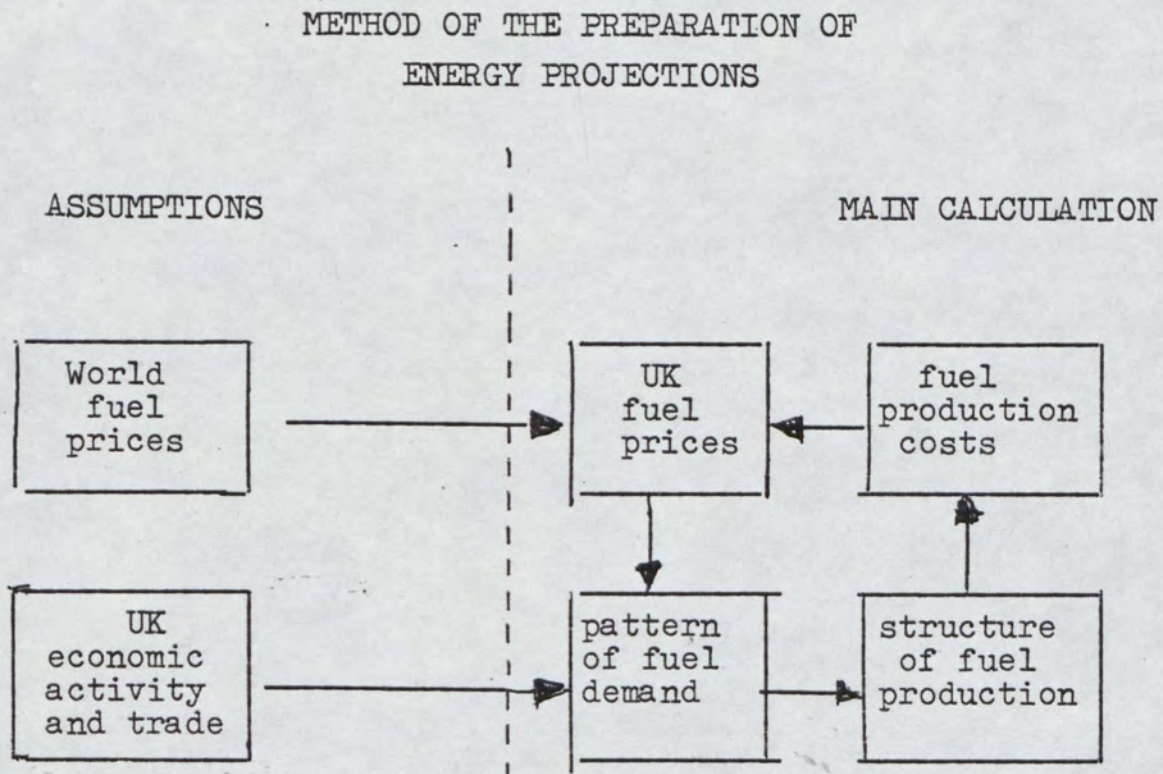 METHOD OF THE PREPARATION OF
ENERGY PROJECTIONS
ASSUMPTIONS
MAIN CALCULATION
World
fuel
prices
UK
fuel
prices
fuel
production
costs
UK
economic
activity
and trade
pattern
of fuel
demand
structure
of fuel
production